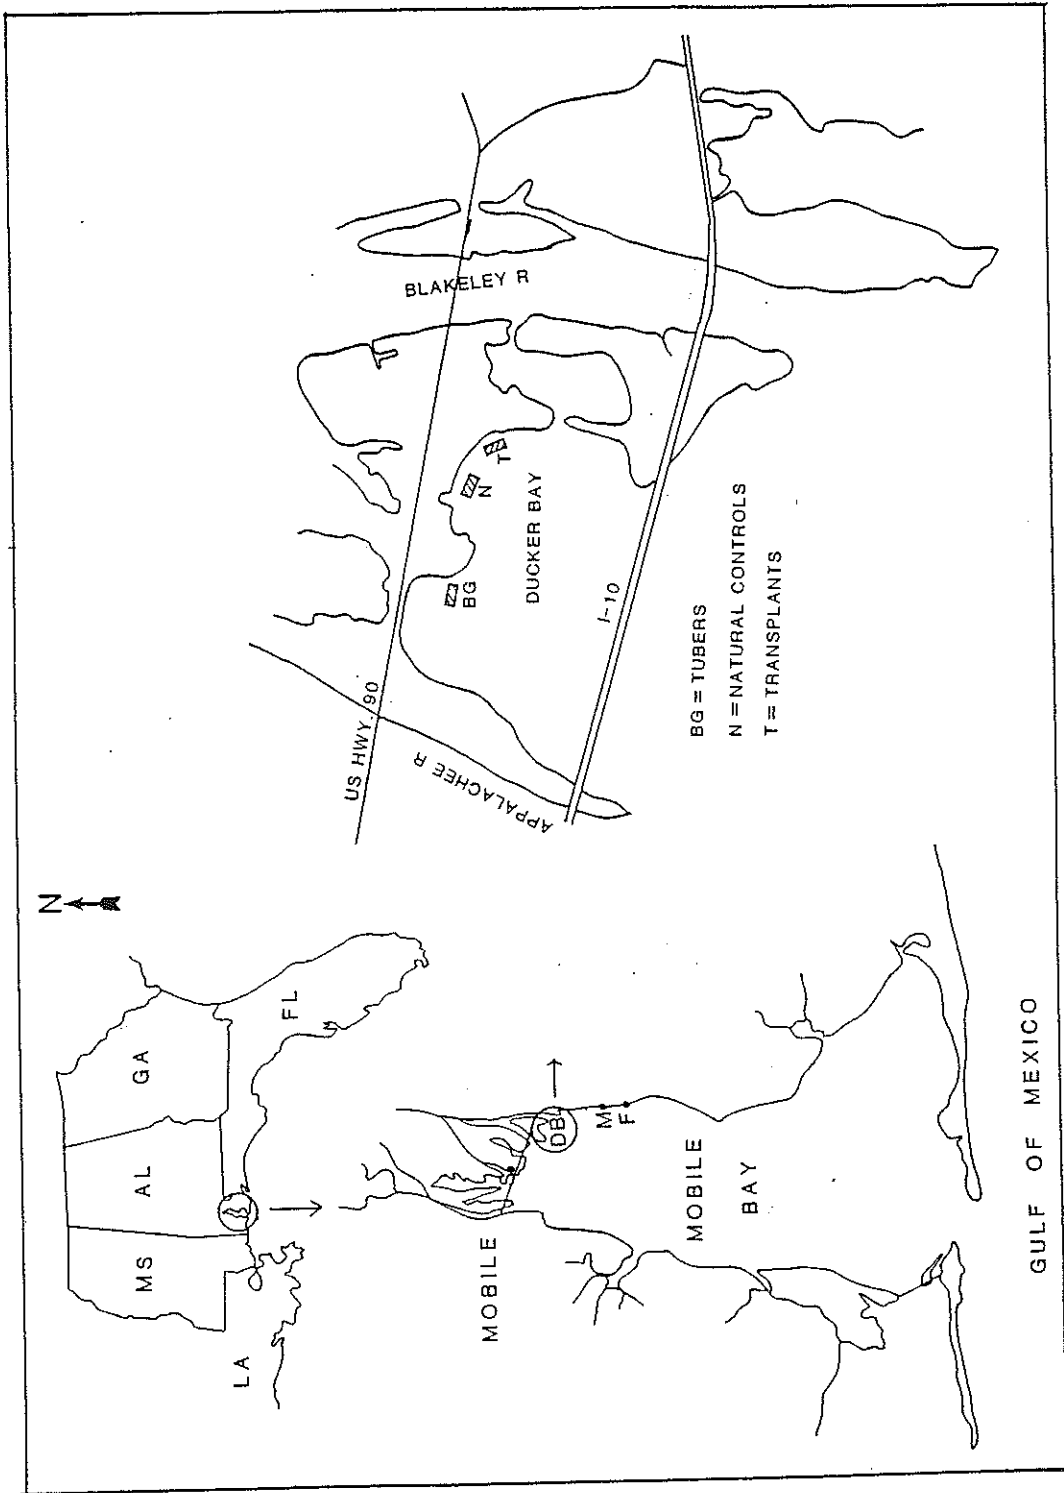 N
MS
AL
GA
LA
FL
MOBILE
DB
M
F
MOBILE
BAY
GULF OF MEXICO
US HWY. 90
APPALACHEE R
BLAKELEY R
BG
N
T
DUCKER BAY
I-10
BG = TUBERS
N = NATURAL CONTROLS
T = TRANSPLANTS